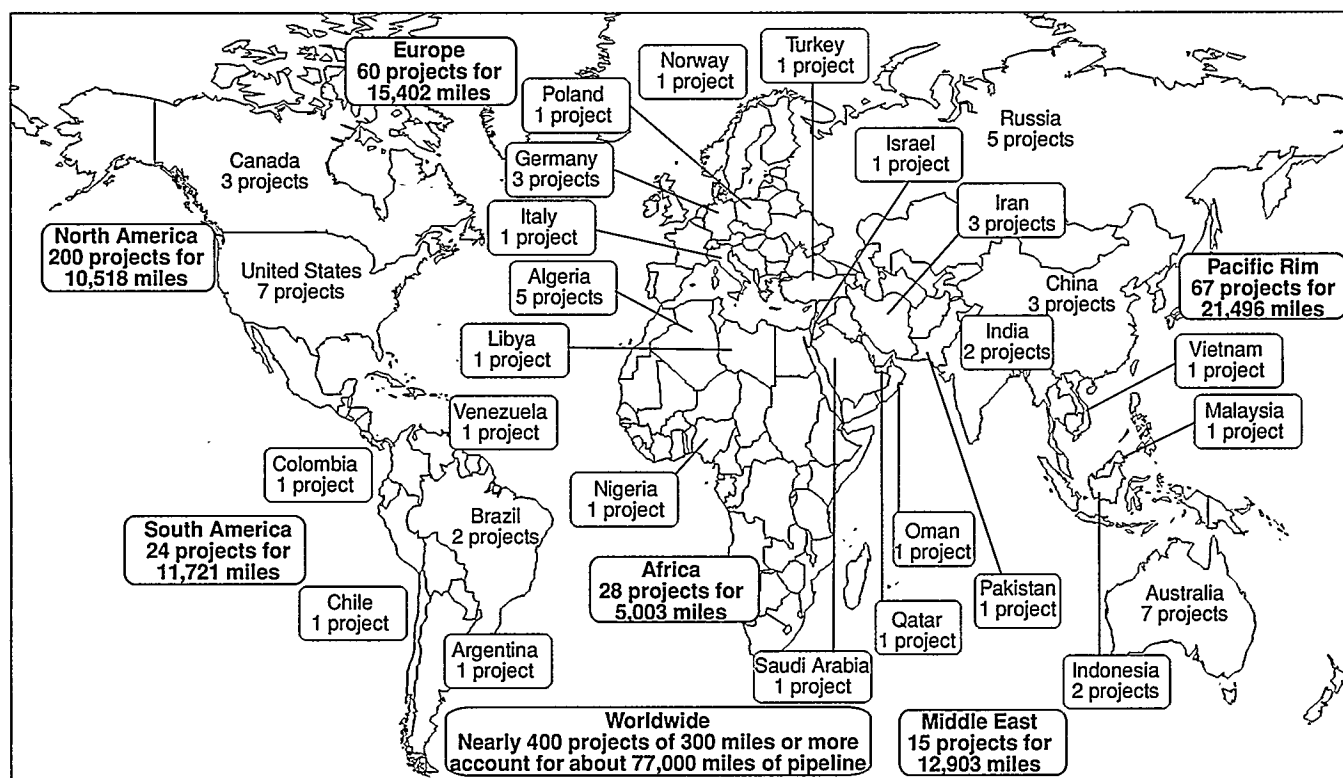 Europe
60 projects for
15,402 miles
Norway
1 project
Turkey
1 project
Poland
1 project
Russia
5 projects
Canada
3 projects
Germany
3 projects
Israel
1 project
Iran
3 projects
Italy
1 project
North America
200 projects for
10,518 miles
United States
7 projects
Algeria
5 projects
China
3 projects
Pacific Rim
67 projects for
21,496 miles
Libya
1 project
India
2 projects
Vietnam
1 project
Venezuela
1 project
Malaysia
1 project
Colombia
1 project
Nigeria
1 project
Brazil
2 projects
South America
24 projects for
11,721 miles
Oman
1 project
Africa
28 projects for
5,003 miles
Pakistan
1 project
Australia
7 projects
Chile
1 project
Qatar
1 project
Argentina
1 project
Saudi Arabia
1 project
Indonesia
2 projects
Worldwide
Nearly 400 projects of 300 miles or more
account for about 77,000 miles of pipeline
Middle East
15 projects for
12,903 miles